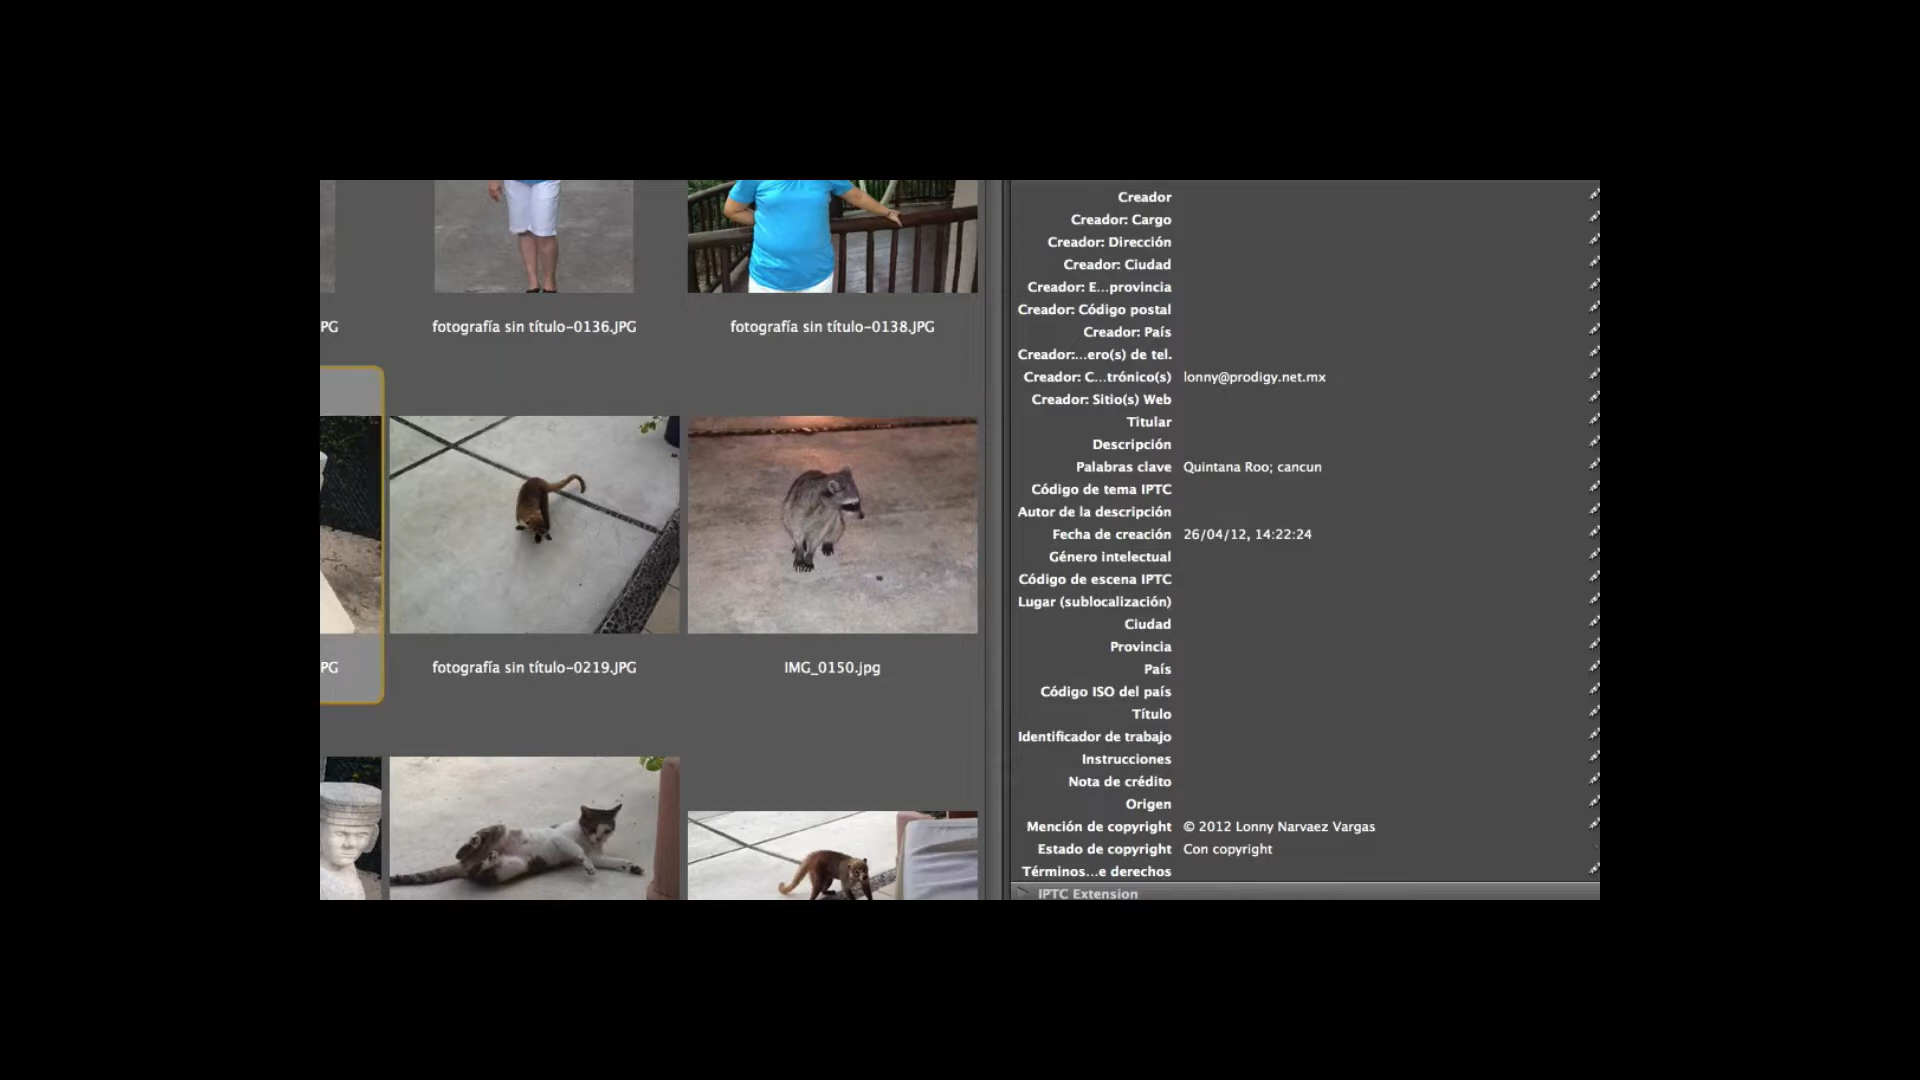 PG
fotografía sin título-0136.JPG
fotografía sin título-0138.JPG
PG
fotografía sin título-0219.JPG
IMG_0150.jpg
Creador
Creador: Cargo
Creador: Dirección
Creador: Ciudad
Creador: E...provincia
Creador: Código postal
Creador: País
Creador:...ero(s) de tel.
Creador: C...trónico(s) lonny@prodigy.net.mx
Creador: Sitio(s) Web
Titular
Descripción
Palabras clave Quintana Roo; cancun
Código de tema IPTC
Autor de la descripción
Fecha de creación 26/04/12, 14:22:24
Género intelectual
Código de escena IPTC
Lugar (sublocalización)
Ciudad
Provincia
País
Código ISO del país
Título
Identificador de trabajo
Instrucciones
Nota de crédito
Origen
Mención de copyright © 2012 Lonny Narvaez Vargas
Estado de copyright Con copyright
Términos...e derechos
IPTC Extension